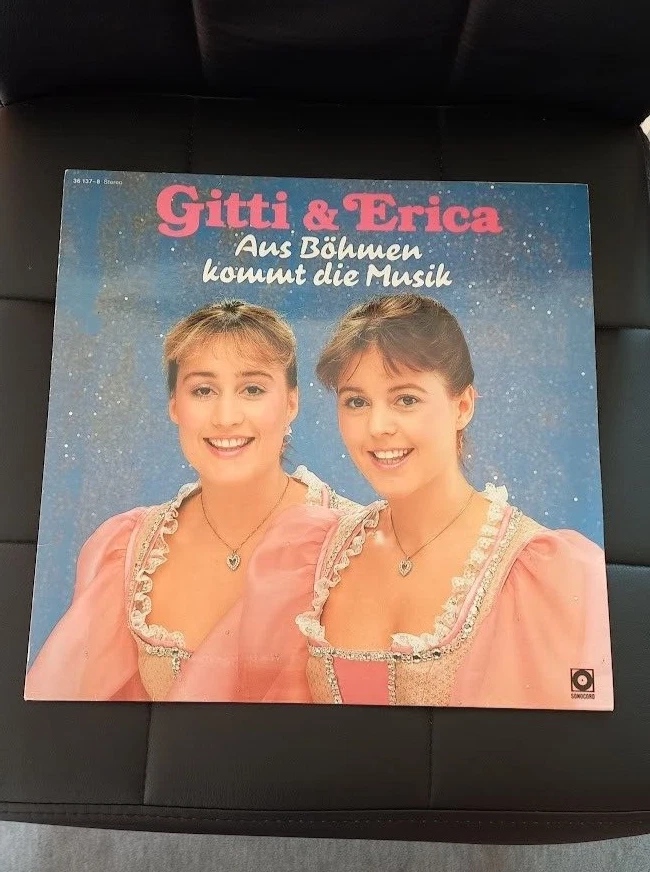 36 137-8 Stereo
Gitti & Erica
Aus Böhmen
kommt die Musik
SONOCORD